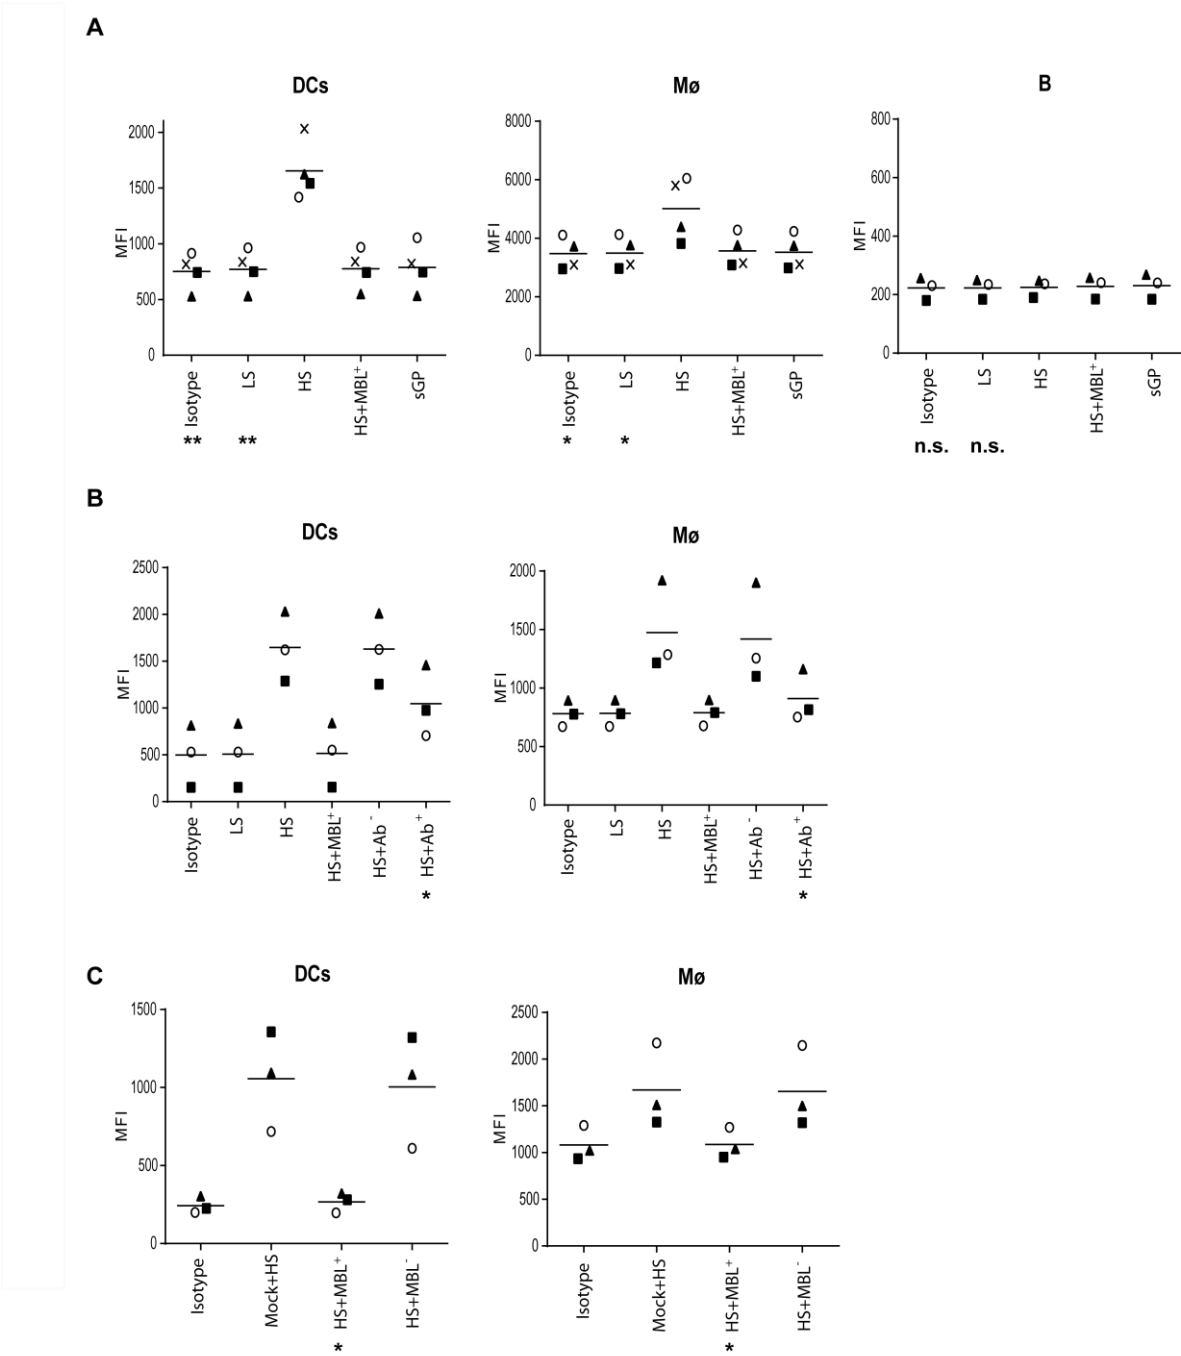 A
DCs
Mø
B
2000
1500
1000
500
0
MFI
Isotype
LS
HS
HS+MBL+
sGP
**
**
8000
6000
4000
2000
0
MFI
Isotype
LS
HS
HS+MBL+
sGP
*
*
800
600
400
200
0
MFI
Isotype
LS
HS
HS+MBL+
sGP
n.s.
n.s.
B
DCs
Mø
2500
2000
1500
1000
500
0
MFI
Isotype
LS
HS
HS+MBL+
HS+Ab-
HS+Ab+
*
2000
1500
1000
500
0
MFI
Isotype
LS
HS
HS+MBL+
HS+Ab-
HS+Ab+
*
C
DCs
Mø
1500
1000
500
0
MFI
Isotype
Mock+HS
HS+MBL+
HS+MBL-
*
2500
2000
1500
1000
500
0
MFI
Isotype
Mock+HS
HS+MBL+
HS+MBL-
*